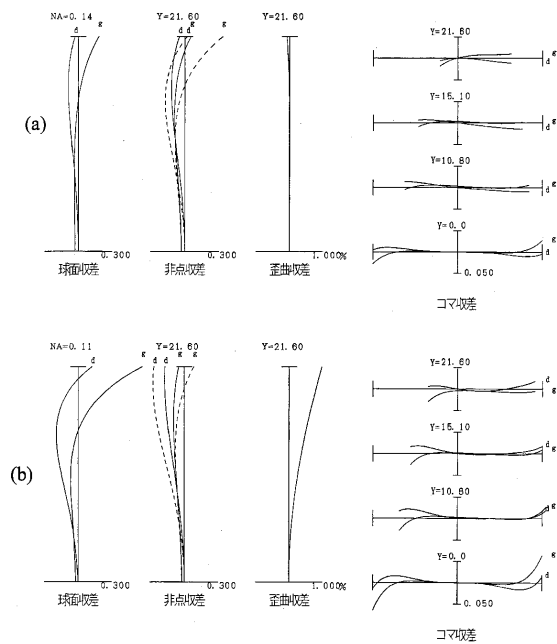 (a)
NA=0.14
d
g
0.300
球面収差
Y=21.60
d
g
0.300
非点収差
Y=21.60
1.000%
歪曲収差
Y=21.60
g
d
Y=15.10
g
d
Y=10.80
g
d
Y=0.0
g
d
0.050
コマ収差
(b)
NA=0.11
d
g
0.300
球面収差
Y=21.60
d
d
g
g
0.300
非点収差
Y=21.60
1.000%
歪曲収差
Y=21.60
d
g
Y=15.10
d
g
Y=10.80
g
d
Y=0.0
g
d
0.050
コマ収差